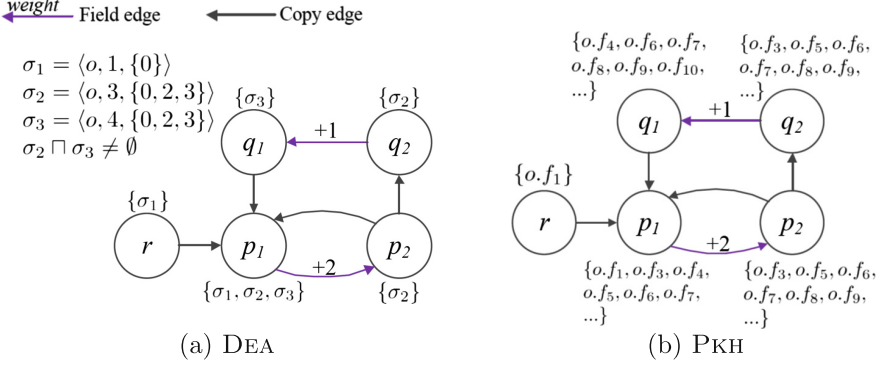 weight Field edge Copy edge
σ₁ = ⟨o, 1, {0}⟩
σ₂ = ⟨o, 3, {0, 2, 3}⟩
σ₃ = ⟨o, 4, {0, 2, 3}⟩
σ₂ ⊓ σ₃ ≠ ∅
{σ₃} {σ₂}
q₁ +1 q₂
{σ₁}
r p₁ p₂
+2
{σ₁, σ₂, σ₃} {σ₂}
(a) DEA
{o.f₄, o.f₆, o.f₇,
o.f₈, o.f₉, o.f₁₀,
...}
{o.f₃, o.f₅, o.f₆,
o.f₇, o.f₈, o.f₉,
...}
q₁ +1 q₂
{o.f₁}
r p₁ p₂
+2
{o.f₁, o.f₃, o.f₄,
o.f₅, o.f₆, o.f₇,
...}
{o.f₃, o.f₅, o.f₆,
o.f₇, o.f₈, o.f₉,
...}
(b) PKH